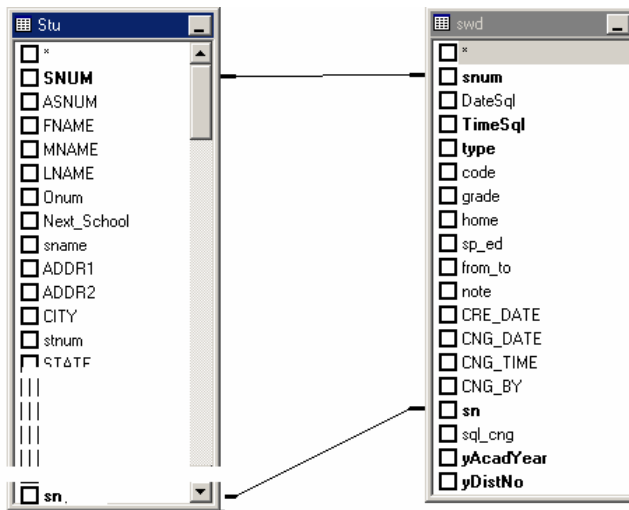 Stu
*
SNUM
ASNUM
FNAME
MNAME
LNAME
Onum
Next_School
sname
ADDR1
ADDR2
CITY
stnum
STATE
sn
swd
*
snum
DateSql
TimeSql
type
code
grade
home
sp_ed
from_to
note
CRE_DATE
CNG_DATE
CNG_TIME
CNG_BY
sn
sql_cng
yAcadYear
yDistNo